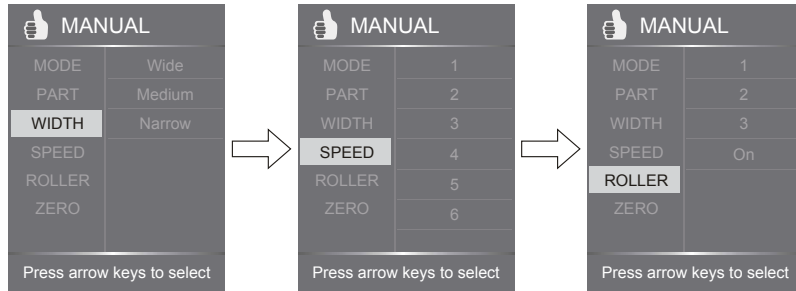 MANUAL
MODE Wide
PART Medium
WIDTH Narrow
SPEED
ROLLER
ZERO
Press arrow keys to select
MANUAL
MODE 1
PART 2
WIDTH 3
SPEED 4
ROLLER 5
ZERO 6
Press arrow keys to select
MANUAL
MODE 1
PART 2
WIDTH 3
SPEED On
ROLLER
ZERO
Press arrow keys to select